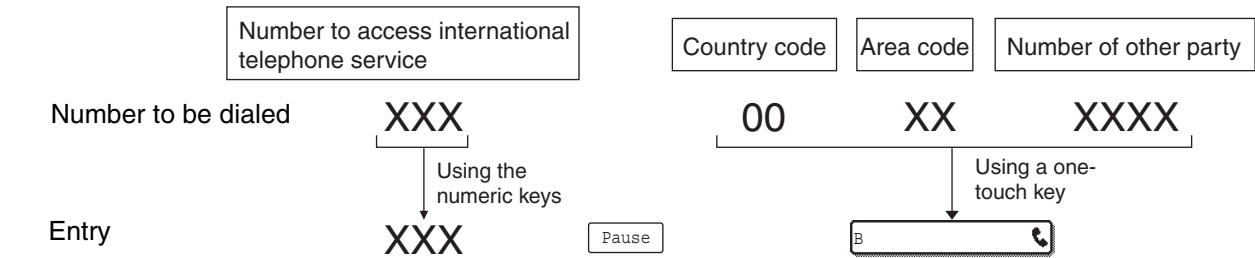 Number to access international
telephone service
Country code
Area code
Number of other party
Number to be dialed
XXX
00
XX
XXXX
Using the
numeric keys
Using a one-
touch key
Entry
XXX
Pause
B